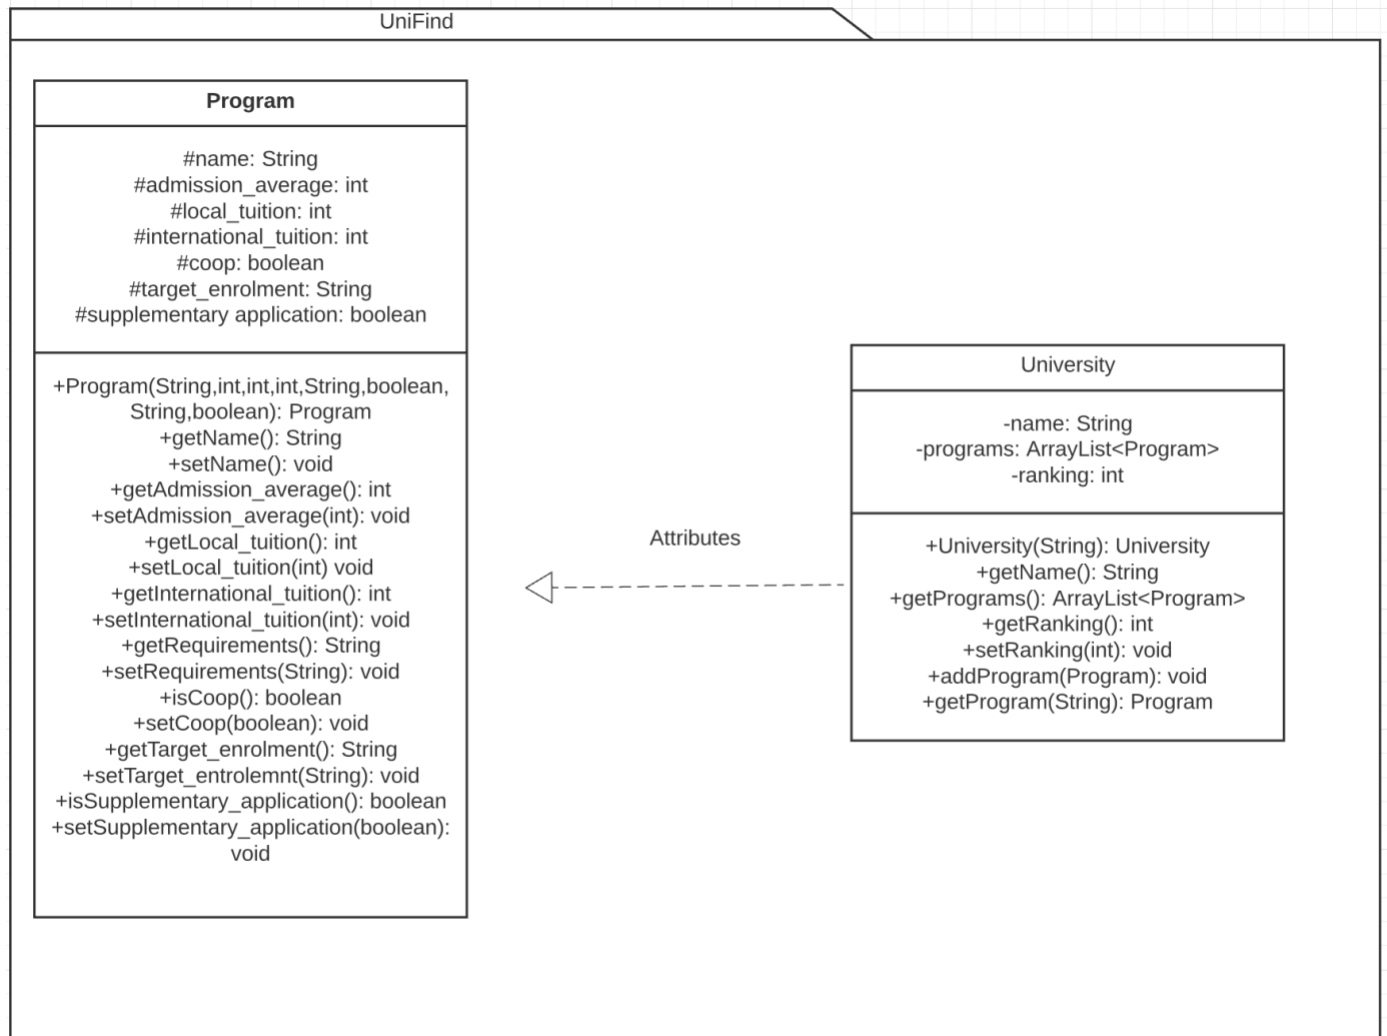 UniFind
Program
#name: String
#admission_average: int
#local_tuition: int
#international_tuition: int
#coop: boolean
#target_enrolment: String
#supplementary application: boolean
+Program(String,int,int,int,String,boolean,
String,boolean): Program
+getName(): String
+setName(): void
+getAdmission_average(): int
+setAdmission_average(int): void
+getLocal_tuition(): int
+setLocal_tuition(int) void
+getInternational_tuition(): int
+setInternational_tuition(int): void
+getRequirements(): String
+setRequirements(String): void
+isCoop(): boolean
+setCoop(boolean): void
+getTarget_enrolment(): String
+setTarget_entrolemnt(String): void
+isSupplementary_application(): boolean
+setSupplementary_application(boolean):
void
Attributes
University
-name: String
-programs: ArrayList<Program>
-ranking: int
+University(String): University
+getName(): String
+getPrograms(): ArrayList<Program>
+getRanking(): int
+setRanking(int): void
+addProgram(Program): void
+getProgram(String): Program